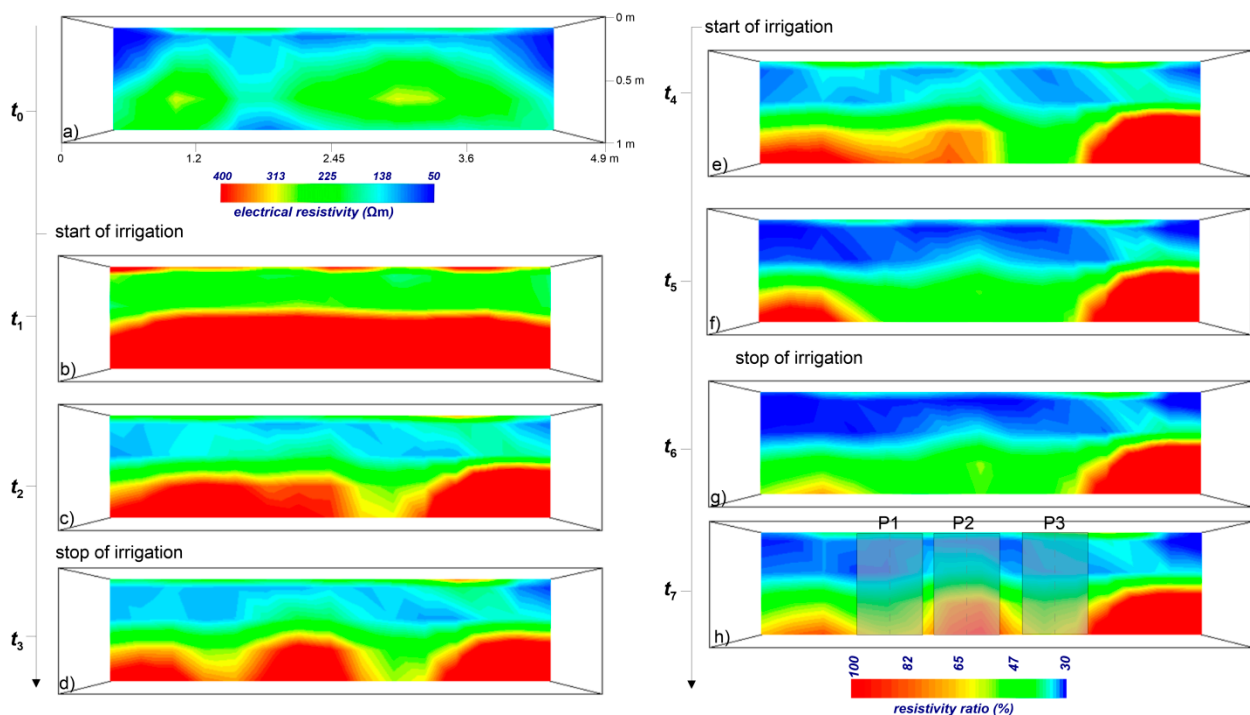 0 m
0.5 m
t0
a)
1 m
0 1.2 2.45 3.6 4.9 m
400 313 225 138 50
electrical resistivity (Ωm)
start of irrigation
t1
b)
t2
c)
stop of irrigation
t3
d)
start of irrigation
t4
e)
t5
f)
stop of irrigation
t6
g)
P1 P2 P3
t7
h)
100 82 65 47 30
resistivity ratio (%)